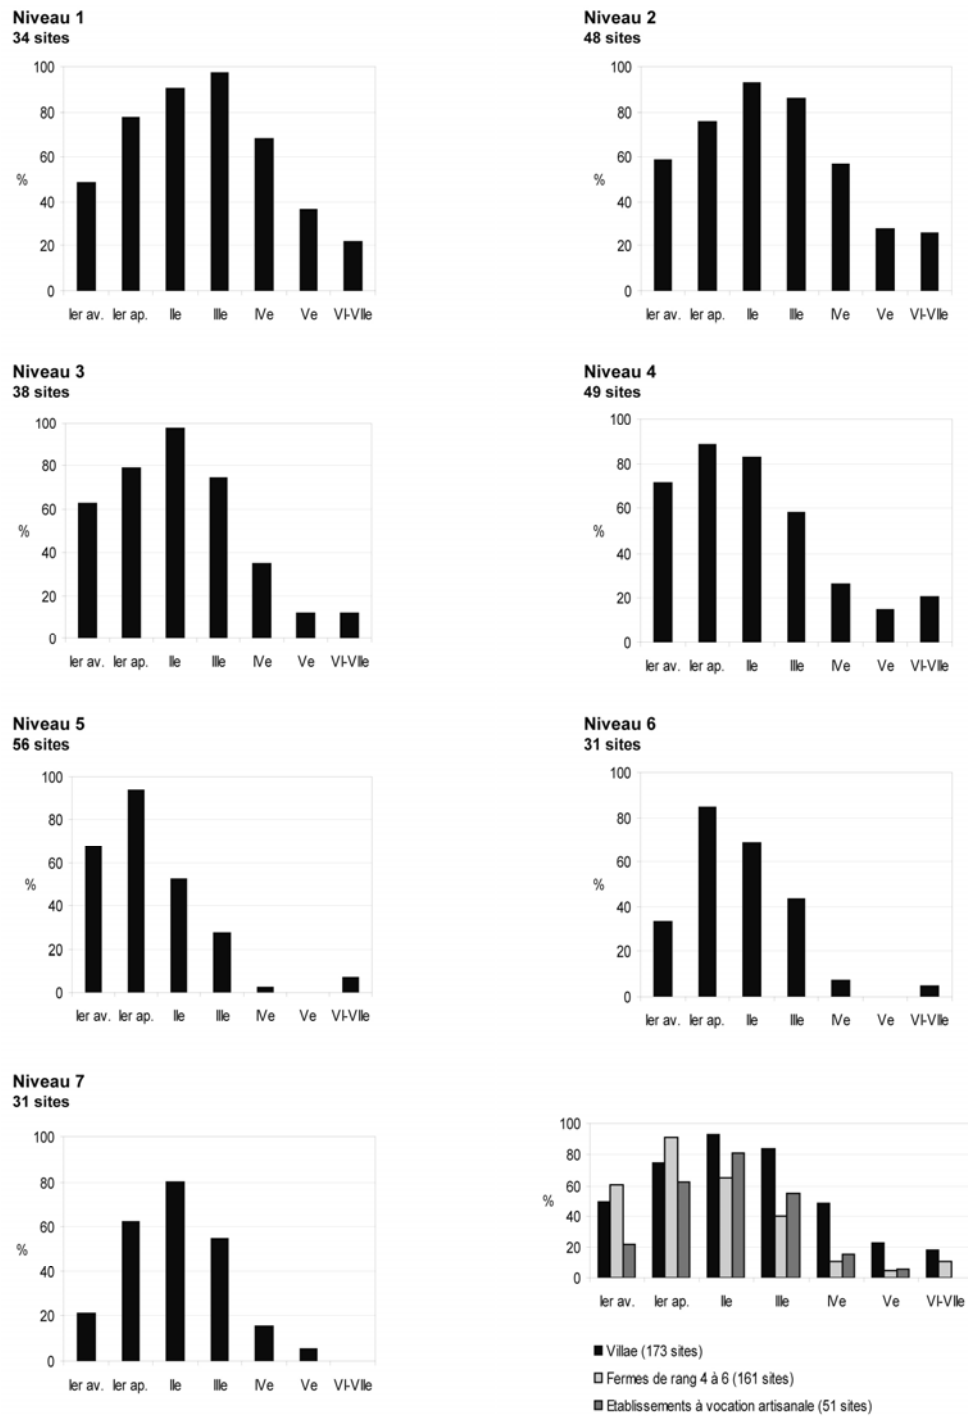 Niveau 1
34 sites
100
80
60
%
40
20
0
Ier av. Ier ap. IIe IIIe IVe Ve VI-VIIe
Niveau 2
48 sites
100
80
60
%
40
20
0
Ier av. Ier ap. IIe IIIe IVe Ve VI-VIIe
Niveau 3
38 sites
100
80
60
%
40
20
0
Ier av. Ier ap. IIe IIIe IVe Ve VI-VIIe
Niveau 4
49 sites
100
80
60
%
40
20
0
Ier av. Ier ap. IIe IIIe IVe Ve VI-VIIe
Niveau 5
56 sites
100
80
60
%
40
20
0
Ier av. Ier ap. IIe IIIe IVe Ve VI-VIIe
Niveau 6
31 sites
100
80
60
%
40
20
0
Ier av. Ier ap. IIe IIIe IVe Ve VI-VIIe
Niveau 7
31 sites
100
80
60
%
40
20
0
Ier av. Ier ap. IIe IIIe IVe Ve VI-VIIe
100
80
60
%
40
20
0
Ier av. Ier ap. IIe IIIe IVe Ve VI-VIIe
Villae (173 sites)
Fermes de rang 4 à 6 (161 sites)
Etablissements à vocation artisanale (51 sites)